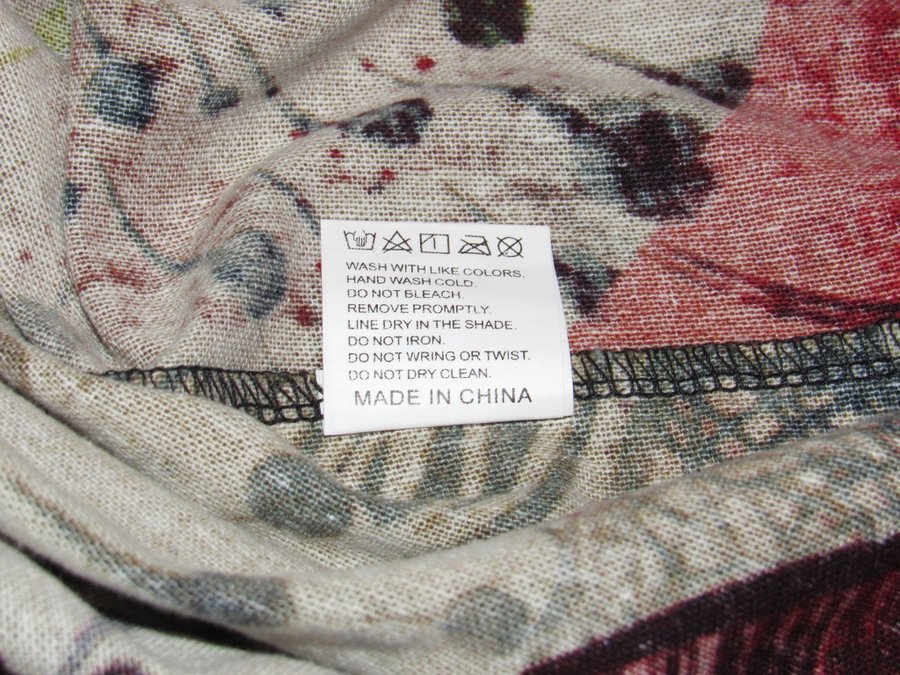 WASH WITH LIKE COLORS.
HAND WASH COLD.
DO NOT BLEACH.
REMOVE PROMPTLY.
LINE DRY IN THE SHADE.
DO NOT IRON.
DO NOT WRING OR TWIST.
DO NOT DRY CLEAN.
MADE IN CHINA